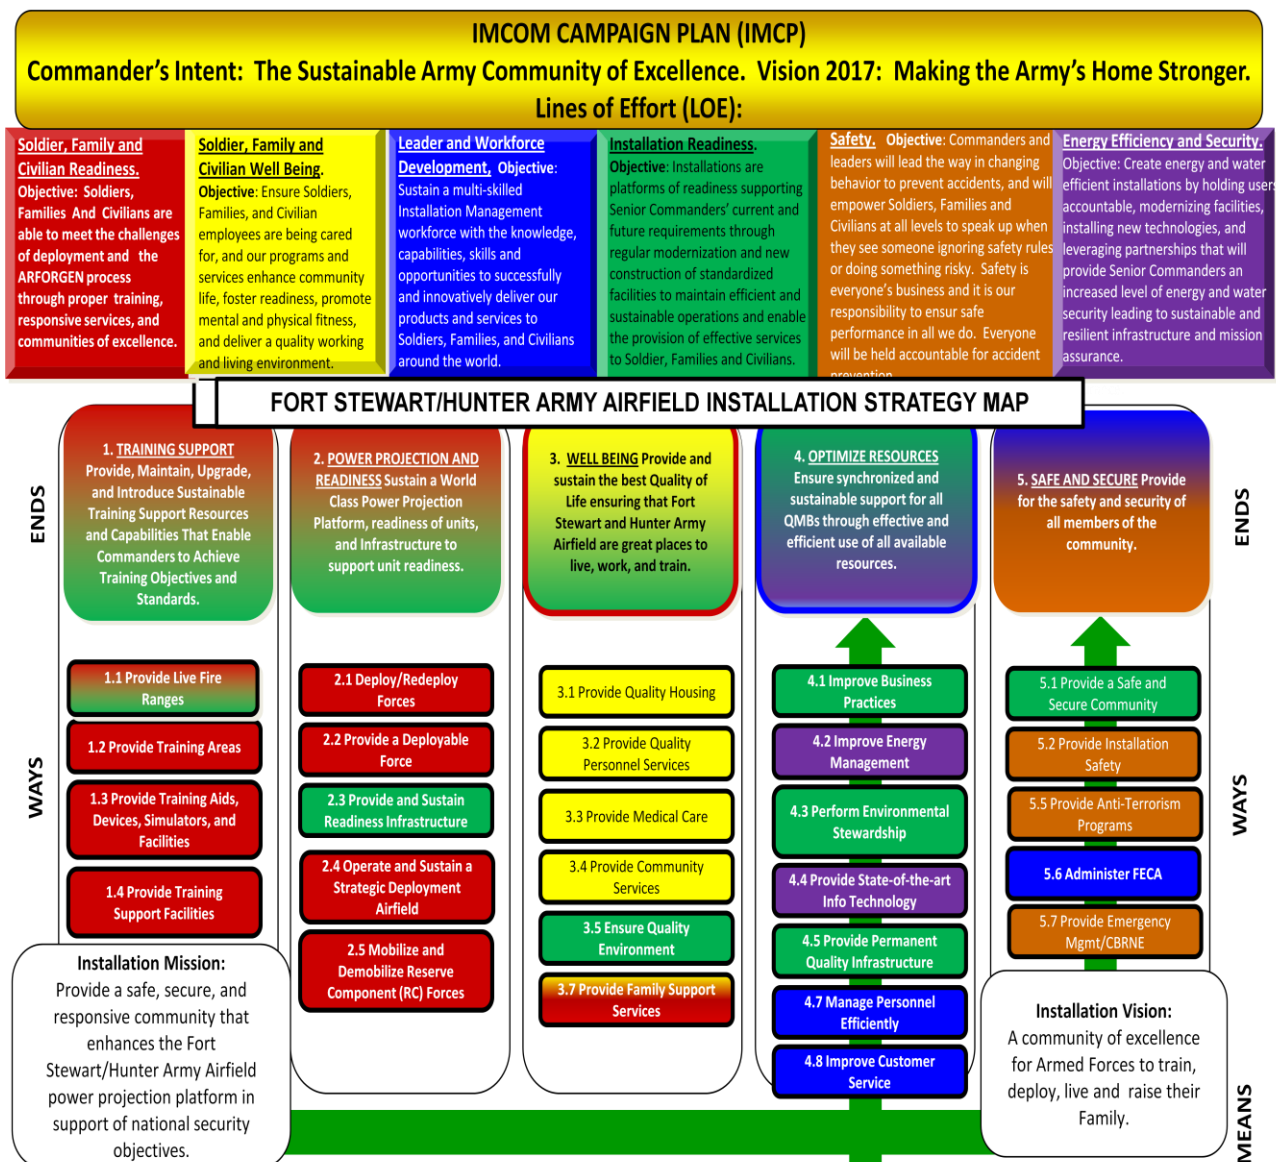 IMCOM CAMPAIGN PLAN (IMCP)
Commander’s Intent: The Sustainable Army Community of Excellence. Vision 2017: Making the Army’s Home Stronger.
Lines of Effort (LOE):
Soldier, Family and
Civilian Readiness.
Objective: Soldiers,
Families And Civilians are
able to meet the challenges
of deployment and the
ARFORGEN process
through proper training,
responsive services, and
communities of excellence.
Soldier, Family and
Civilian Well Being.
Objective: Ensure Soldiers,
Families, and Civilian
employees are being cared
for, and our programs and
services enhance community
life, foster readiness, promote
mental and physical fitness,
and deliver a quality working
and living environment.
Leader and Workforce
Development, Objective:
Sustain a multi-skilled
Installation Management
workforce with the knowledge,
capabilities, skills and
opportunities to successfully
and innovatively deliver our
products and services to
Soldiers, Families, and Civilians
around the world.
Installation Readiness.
Objective: Installations are
platforms of readiness supporting
Senior Commanders’ current and
future requirements through
regular modernization and new
construction of standardized
facilities to maintain efficient and
sustainable operations and enable
the provision of effective services
to Soldier, Families and Civilians.
Safety. Objective: Commanders and
leaders will lead the way in changing
behavior to prevent accidents, and will
empower Soldiers, Families and
Civilians at all levels to speak up when
they see someone ignoring safety rules
or doing something risky. Safety is
everyone’s business and it is our
responsibility to ensure safe
performance in all we do. Everyone
will be held accountable for accident
prevention
Energy Efficiency and Security.
Objective: Create energy and water
efficient installations by holding users
accountable, modernizing facilities,
installing new technologies, and
leveraging partnerships that will
provide Senior Commanders an
increased level of energy and water
security leading to sustainable and
resilient infrastructure and mission
assurance.
FORT STEWART/HUNTER ARMY AIRFIELD INSTALLATION STRATEGY MAP
ENDS
1. TRAINING SUPPORT
Provide, Maintain, Upgrade,
and Introduce Sustainable
Training Support Resources
and Capabilities That Enable
Commanders to Achieve
Training Objectives and
Standards.
2. POWER PROJECTION AND
READINESS Sustain a World
Class Power Projection
Platform, readiness of units,
and Infrastructure to
support unit readiness.
3. WELL BEING Provide and
sustain the best Quality of
Life ensuring that Fort
Stewart and Hunter Army
Airfield are great places to
live, work, and train.
4. OPTIMIZE RESOURCES
Ensure synchronized and
sustainable support for all
QMBs through effective and
efficient use of all available
resources.
5. SAFE AND SECURE Provide
for the safety and security of
all members of the
community.
ENDS
WAYS
1.1 Provide Live Fire
Ranges
1.2 Provide Training Areas
1.3 Provide Training Aids,
Devices, Simulators, and
Facilities
1.4 Provide Training
Support Facilities
2.1 Deploy/Redeploy
Forces
2.2 Provide a Deployable
Force
2.3 Provide and Sustain
Readiness Infrastructure
2.4 Operate and Sustain a
Strategic Deployment
Airfield
2.5 Mobilize and
Demobilize Reserve
Component (RC) Forces
3.1 Provide Quality Housing
3.2 Provide Quality
Personnel Services
3.3 Provide Medical Care
3.4 Provide Community
Services
3.5 Ensure Quality
Environment
3.7 Provide Family Support
Services
4.1 Improve Business
Practices
4.2 Improve Energy
Management
4.3 Perform Environmental
Stewardship
4.4 Provide State-of-the-art
Info Technology
4.5 Provide Permanent
Quality Infrastructure
4.7 Manage Personnel
Efficiently
4.8 Improve Customer
Service
5.1 Provide a Safe and
Secure Community
5.2 Provide Installation
Safety
5.5 Provide Anti-Terrorism
Programs
5.6 Administer FECA
5.7 Provide Emergency
Mgmt/CBRNE
WAYS
Installation Mission:
Provide a safe, secure, and
responsive community that
enhances the Fort
Stewart/Hunter Army Airfield
power projection platform in
support of national security
objectives.
Installation Vision:
A community of excellence
for Armed Forces to train,
deploy, live and raise their
Family.
MEANS